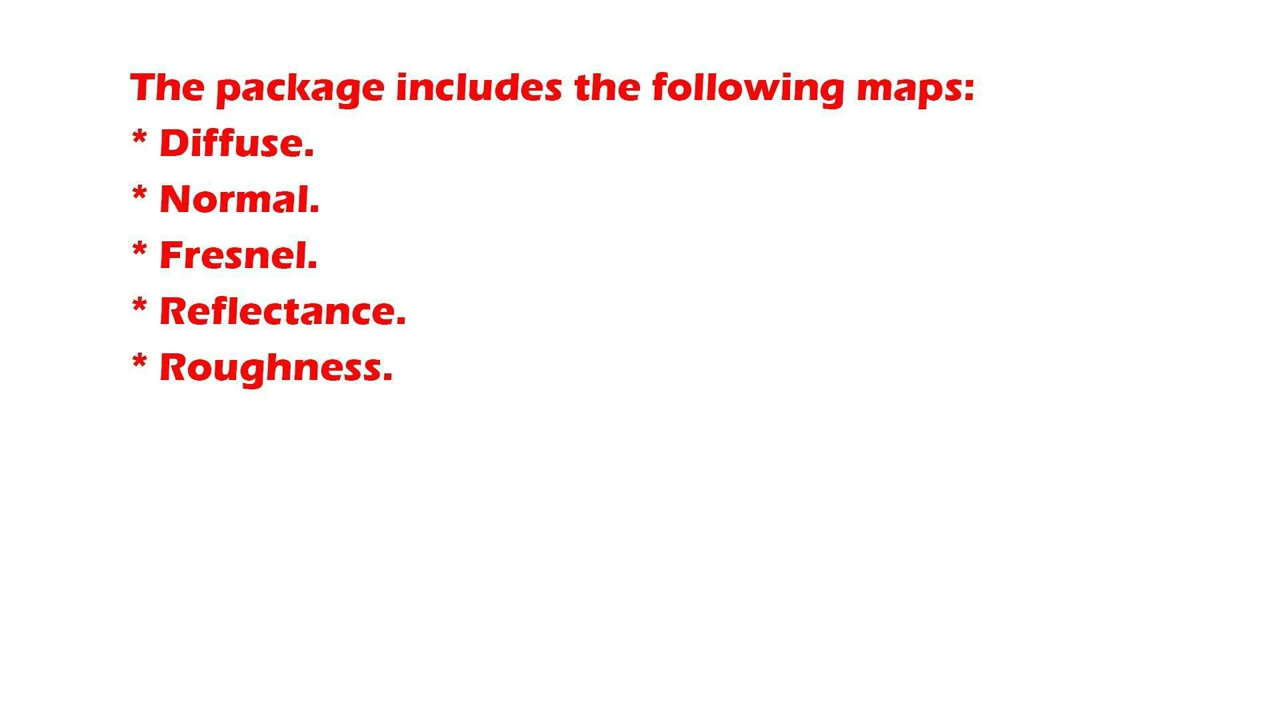 The package includes the following maps:
* Diffuse.
* Normal.
* Fresnel.
* Reflectance.
* Roughness.